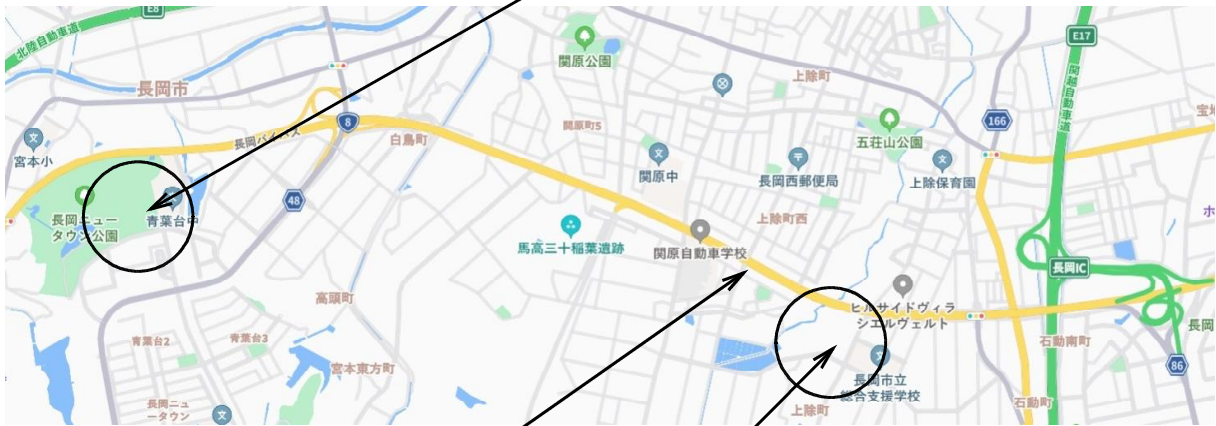 E8
北陸自動車道
長岡市
宮本小
長岡バイパス
8
白鳥町
長岡ニュー
タウン公園
青葉台中
48
関原公園
関原町5
関原中
上除町
E17
関越自動車道
166
五荘山公園
長岡西郵便局
上除保育園
上除町西
馬高三十稲葉遺跡
関原自動車学校
長岡IC
高頭町
ヒルサイドヴィラ
シエルヴェルト
青葉台2
青葉台3
宮本東方町
石動南町
長岡
86
長岡市立
総合支援学校
長岡ニュ
ータウン
上除町
石動町